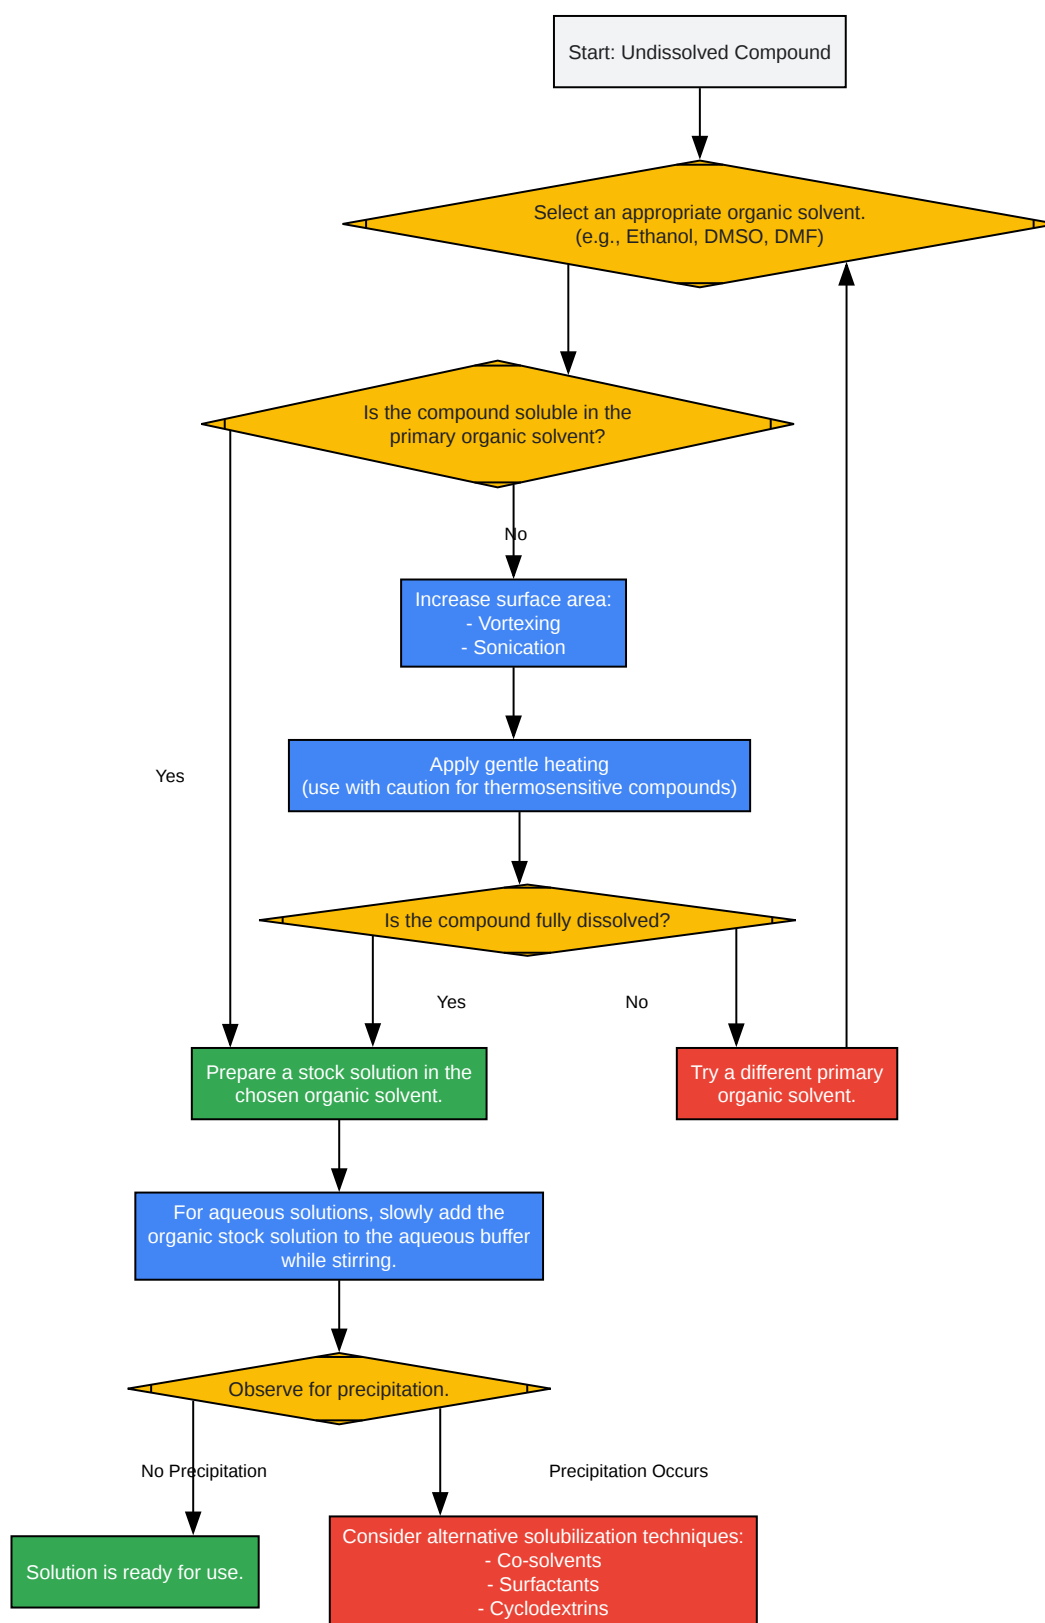 Start: Undissolved Compound
Select an appropriate organic solvent.
(e.g., Ethanol, DMSO, DMF)
Is the compound soluble in the
primary organic solvent?
No
Increase surface area:
- Vortexing
- Sonication
Yes
Apply gentle heating
(use with caution for thermosensitive compounds)
Is the compound fully dissolved?
Yes
No
Prepare a stock solution in the
chosen organic solvent.
Try a different primary
organic solvent.
For aqueous solutions, slowly add the
organic stock solution to the aqueous buffer
while stirring.
Observe for precipitation.
No Precipitation
Precipitation Occurs
Solution is ready for use.
Consider alternative solubilization techniques:
- Co-solvents
- Surfactants
- Cyclodextrins